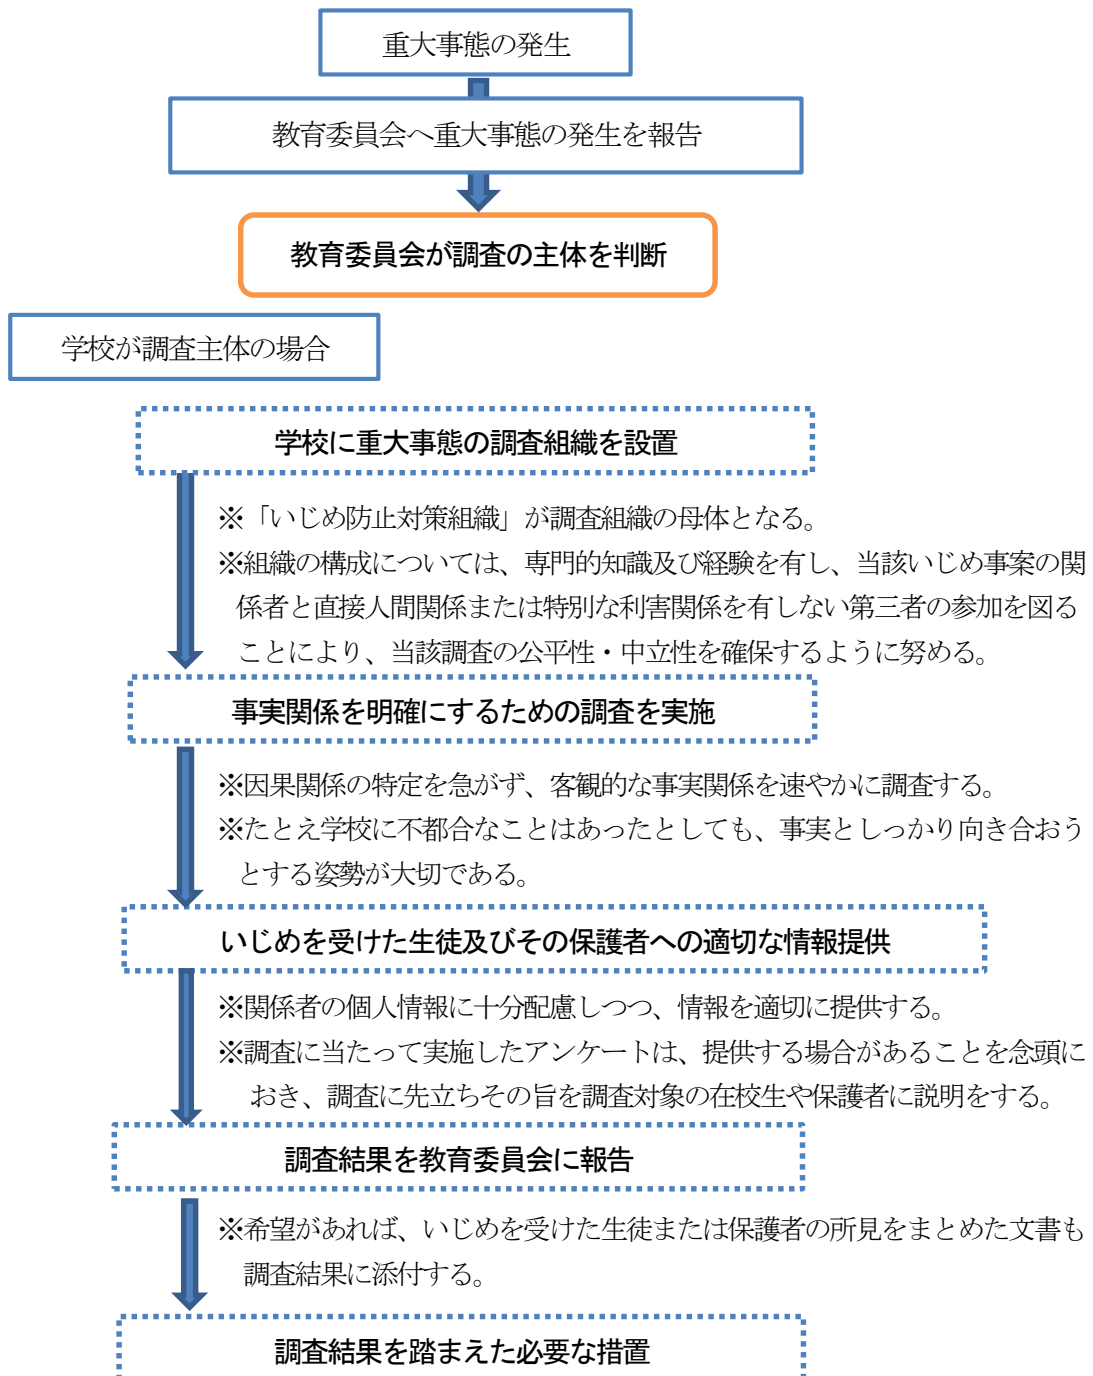 重大事態の発生
教育委員会へ重大事態の発生を報告
教育委員会が調査の主体を判断
学校が調査主体の場合
学校に重大事態の調査組織を設置
※「いじめ防止対策組織」が調査組織の母体となる。
※組織の構成については、専門的知識及び経験を有し、当該いじめ事案の関
係者と直接人間関係または特別な利害関係を有しない第三者の参加を図る
ことにより、当該調査の公平性・中立性を確保するように努める。
事実関係を明確にするための調査を実施
※因果関係の特定を急がず、客観的な事実関係を速やかに調査する。
※たとえ学校に不都合なことはあったとしても、事実としっかり向き合おう
とする姿勢が大切である。
いじめを受けた生徒及びその保護者への適切な情報提供
※関係者の個人情報に十分配慮しつつ、情報を適切に提供する。
※調査に当たって実施したアンケートは、提供する場合があることを念頭に
おき、調査に先立ちその旨を調査対象の在校生や保護者に説明をする。
調査結果を教育委員会に報告
※希望があれば、いじめを受けた生徒または保護者の所見をまとめた文書も
調査結果に添付する。
調査結果を踏まえた必要な措置